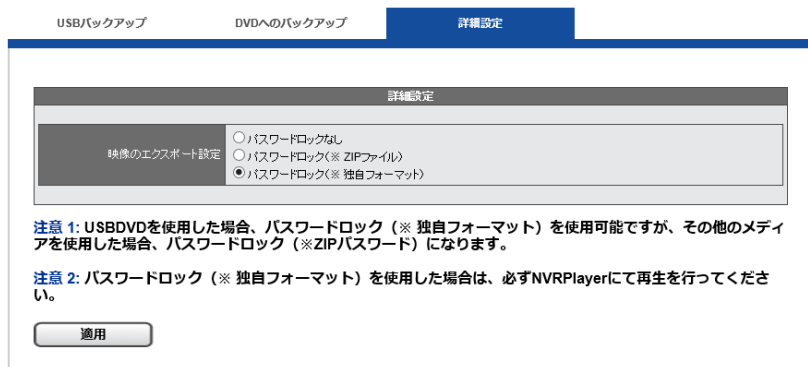 USBバックアップ
DVDへのバックアップ
詳細設定
詳細設定
映像のエクスポート設定
パスワードロックなし
パスワードロック(※ ZIPファイル)
パスワードロック(※ 独自フォーマット)
注意 1: USBDVDを使用した場合、パスワードロック（※ 独自フォーマット）を使用可能ですが、その他のメディ
アを使用した場合、パスワードロック（※ZIPパスワード）になります。
注意 2: パスワードロック（※ 独自フォーマット）を使用した場合は、必ずNVRPlayerにて再生を行ってくださ
い。
適用